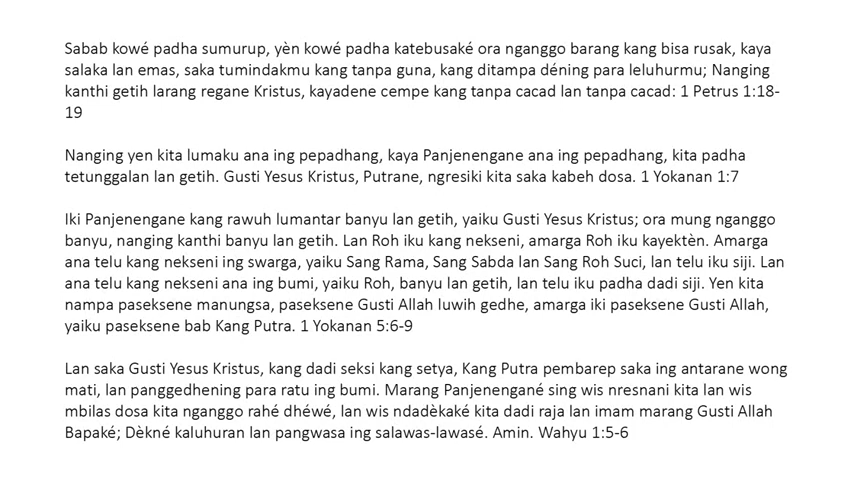 Sabab kowé padha sumurup, yèn kowé padha katebusaké ora nganggo barang kang bisa rusak, kaya
salaka lan emas, saka tumindakmu kang tanpa guna, kang ditampa déning para leluhurmu; Nanging
kanthi getih larang regane Kristus, kayadene cempe kang tanpa cacad lan tanpa cacad: 1 Petrus 1:18-
19
Nanging yen kita lumaku ana ing pepadhang, kaya Panjenengane ana ing pepadhang, kita padha
tetunggalan lan getih. Gusti Yesus Kristus, Putrane, ngresiki kita saka kabeh dosa. 1 Yokanan 1:7
Iki Panjenengane kang rawuh lumantar banyu lan getih, yaiku Gusti Yesus Kristus; ora mung nganggo
banyu, nanging kanthi banyu lan getih. Lan Roh iku kang nekseni, amarga Roh iku kayektèn. Amarga
ana telu kang nekseni ing swarga, yaiku Sang Rama, Sang Sabda lan Sang Roh Suci, lan telu iku siji. Lan
ana telu kang nekseni ana ing bumi, yaiku Roh, banyu lan getih, lan telu iku padha dadi siji. Yen kita
nampa paseksene manungsa, paseksene Gusti Allah luwih gedhe, amarga iki paseksene Gusti Allah,
yaiku paseksene bab Kang Putra. 1 Yokanan 5:6-9
Lan saka Gusti Yesus Kristus, kang dadi seksi kang setya, Kang Putra pembarep saka ing antarane wong
mati, lan panggedhening para ratu ing bumi. Marang Panjenengané sing wis nresnani kita lan wis
mbilas dosa kita nganggo rahé dhéwé, lan wis ndadèkaké kita dadi raja lan imam marang Gusti Allah
Bapaké; Dèkné kaluhuran lan pangwasa ing salawas-lawasé. Amin. Wahyu 1:5-6